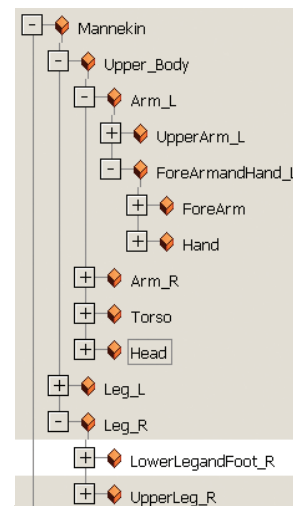 Mannekin
Upper_Body
Arm_L
UpperArm_L
ForeArmandHand_L
ForeArm
Hand
Arm_R
Torso
Head
Leg_L
Leg_R
LowerLegandFoot_R
UpperLeg_R